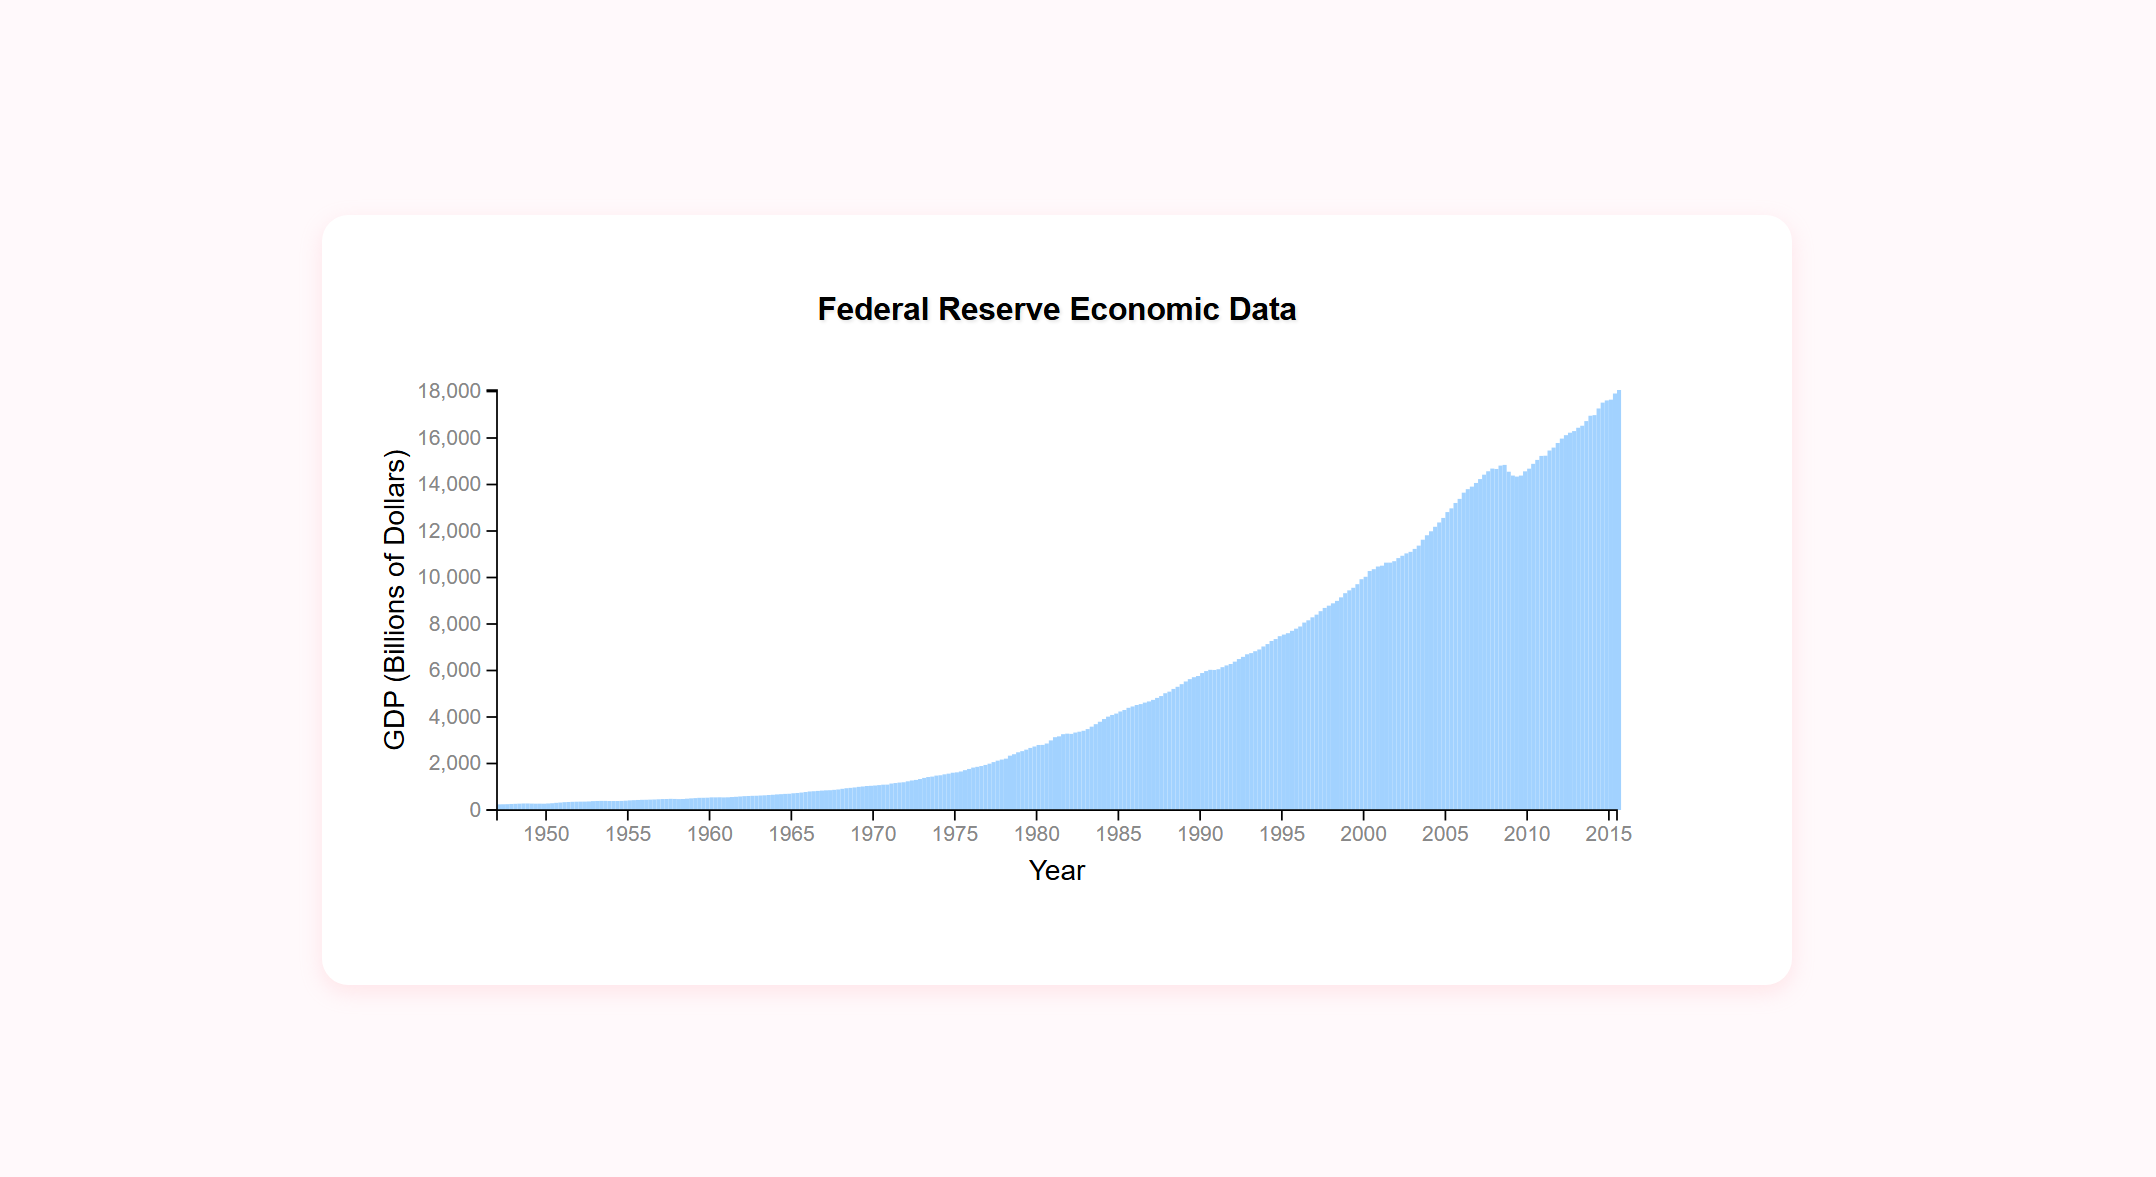 Federal Reserve Economic Data
GDP (Billions of Dollars)
18,000
16,000
14,000
12,000
10,000
8,000
6,000
4,000
2,000
0
1950 1955 1960 1965 1970 1975 1980 1985 1990 1995 2000 2005 2010 2015
Year